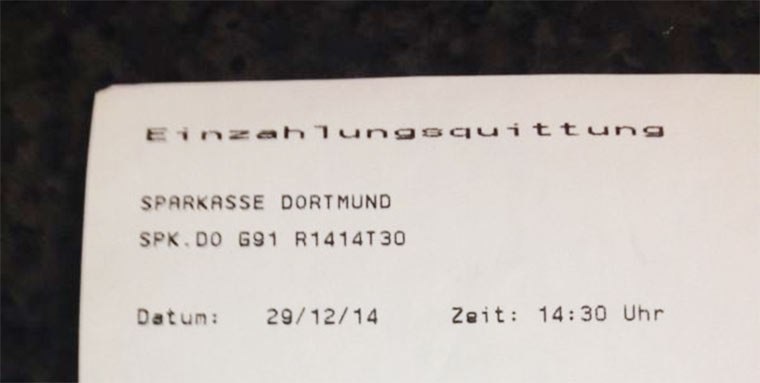 Einzahlungsquittung
SPARKASSE DORTMUND
SPK.DO G91 R1414T30
Datum: 29/12/14 Zeit: 14:30 Uhr